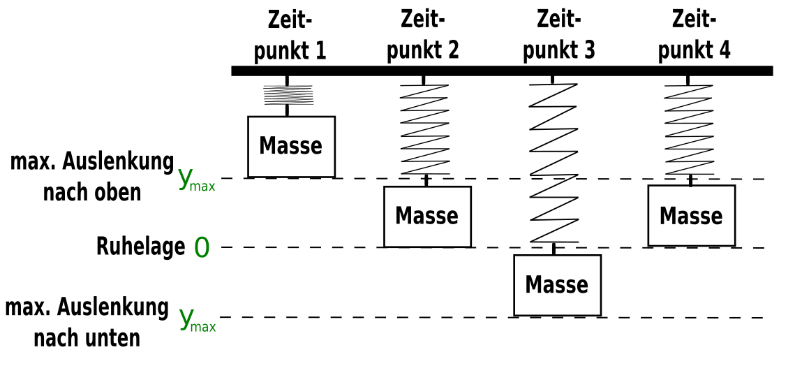 Zeit-
punkt 1
Zeit-
punkt 2
Zeit-
punkt 3
Zeit-
punkt 4
Masse
max. Auslenkung
nach oben
ymax
Masse
Masse
Ruhelage 0
Masse
max. Auslenkung
nach unten
ymax